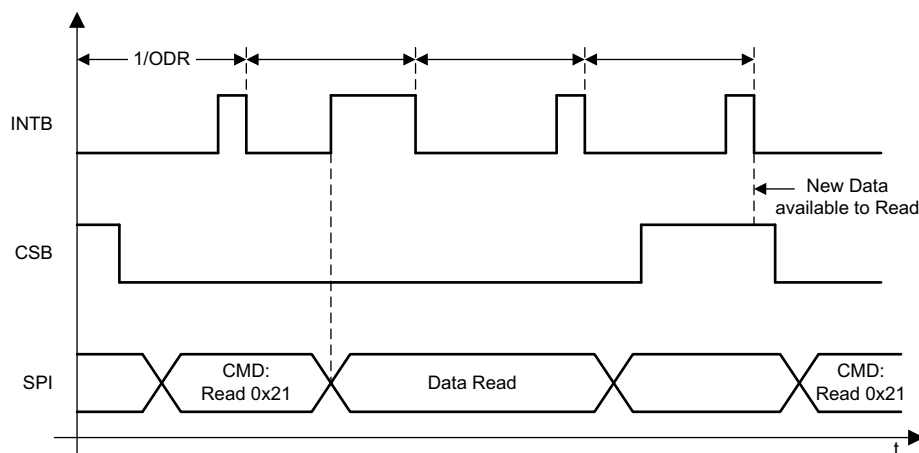 1/ODR
INTB
New Data
available to Read
CSB
SPI
CMD:
Read 0x21
Data Read
CMD:
Read 0x21
t